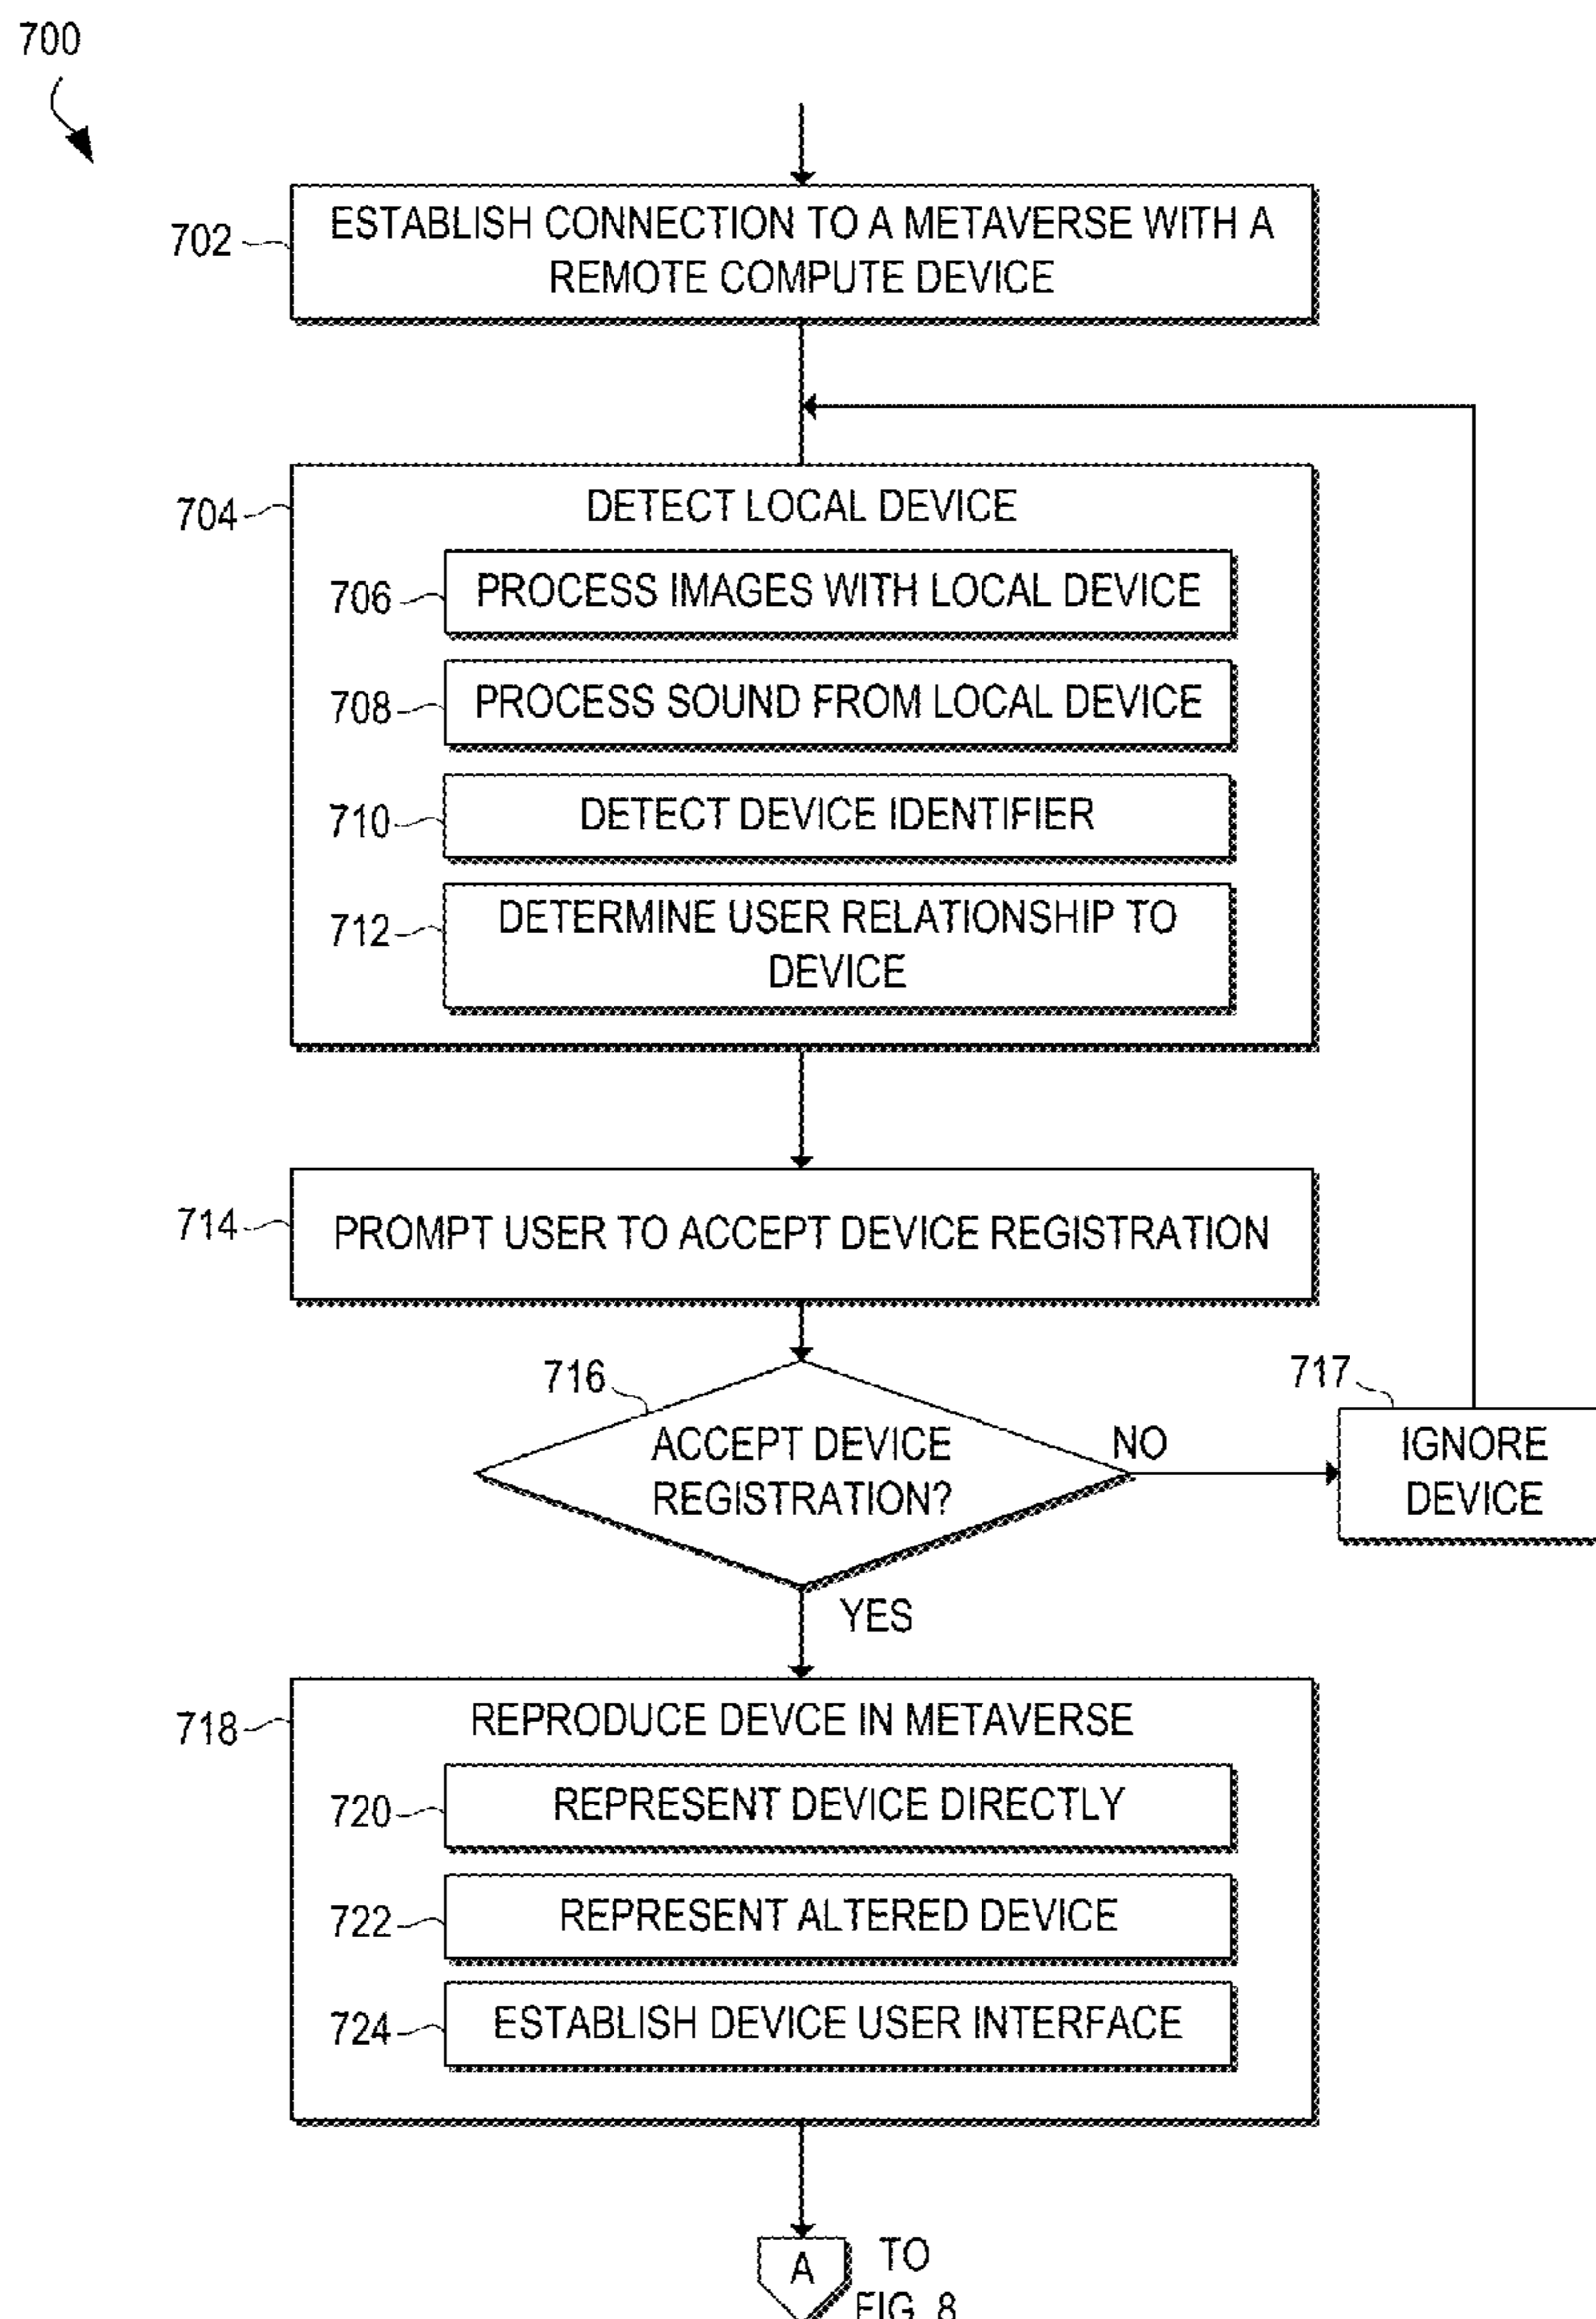 700
702
ESTABLISH CONNECTION TO A METAVERSE WITH A
REMOTE COMPUTE DEVICE
704
DETECT LOCAL DEVICE
706
PROCESS IMAGES WITH LOCAL DEVICE
708
PROCESS SOUND FROM LOCAL DEVICE
710
DETECT DEVICE IDENTIFIER
712
DETERMINE USER RELATIONSHIP TO
DEVICE
714
PROMPT USER TO ACCEPT DEVICE REGISTRATION
716
ACCEPT DEVICE
REGISTRATION?
NO
717
IGNORE
DEVICE
YES
718
REPRODUCE DEVCE IN METAVERSE
720
REPRESENT DEVICE DIRECTLY
722
REPRESENT ALTERED DEVICE
724
ESTABLISH DEVICE USER INTERFACE
A
TO
FIG. 8